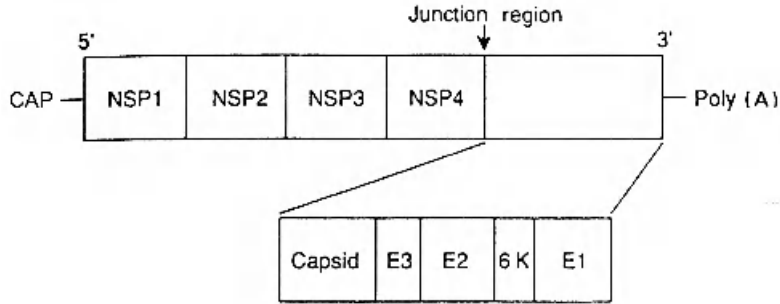 Junction region
5' 3'
CAP NSP1 NSP2 NSP3 NSP4 Poly (A)
Capsid E3 E2 6 K E1